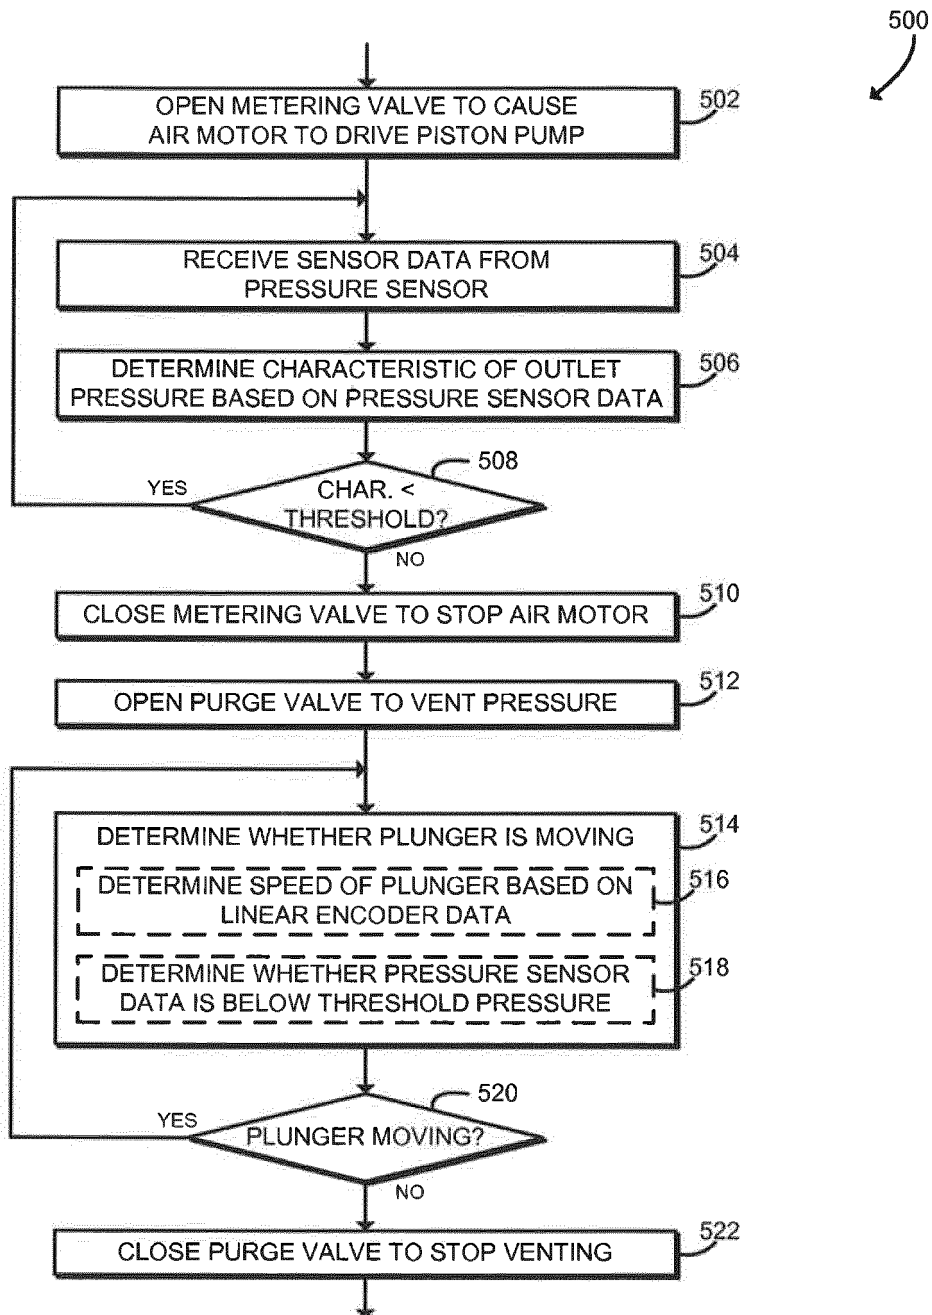 500
OPEN METERING VALVE TO CAUSE
AIR MOTOR TO DRIVE PISTON PUMP
502
RECEIVE SENSOR DATA FROM
PRESSURE SENSOR
504
DETERMINE CHARACTERISTIC OF OUTLET
PRESSURE BASED ON PRESSURE SENSOR DATA
506
508
YES
CHAR. <
THRESHOLD?
NO
CLOSE METERING VALVE TO STOP AIR MOTOR
510
OPEN PURGE VALVE TO VENT PRESSURE
512
DETERMINE WHETHER PLUNGER IS MOVING
514
DETERMINE SPEED OF PLUNGER BASED ON
LINEAR ENCODER DATA
516
DETERMINE WHETHER PRESSURE SENSOR
DATA IS BELOW THRESHOLD PRESSURE
518
520
YES
PLUNGER MOVING?
NO
CLOSE PURGE VALVE TO STOP VENTING
522